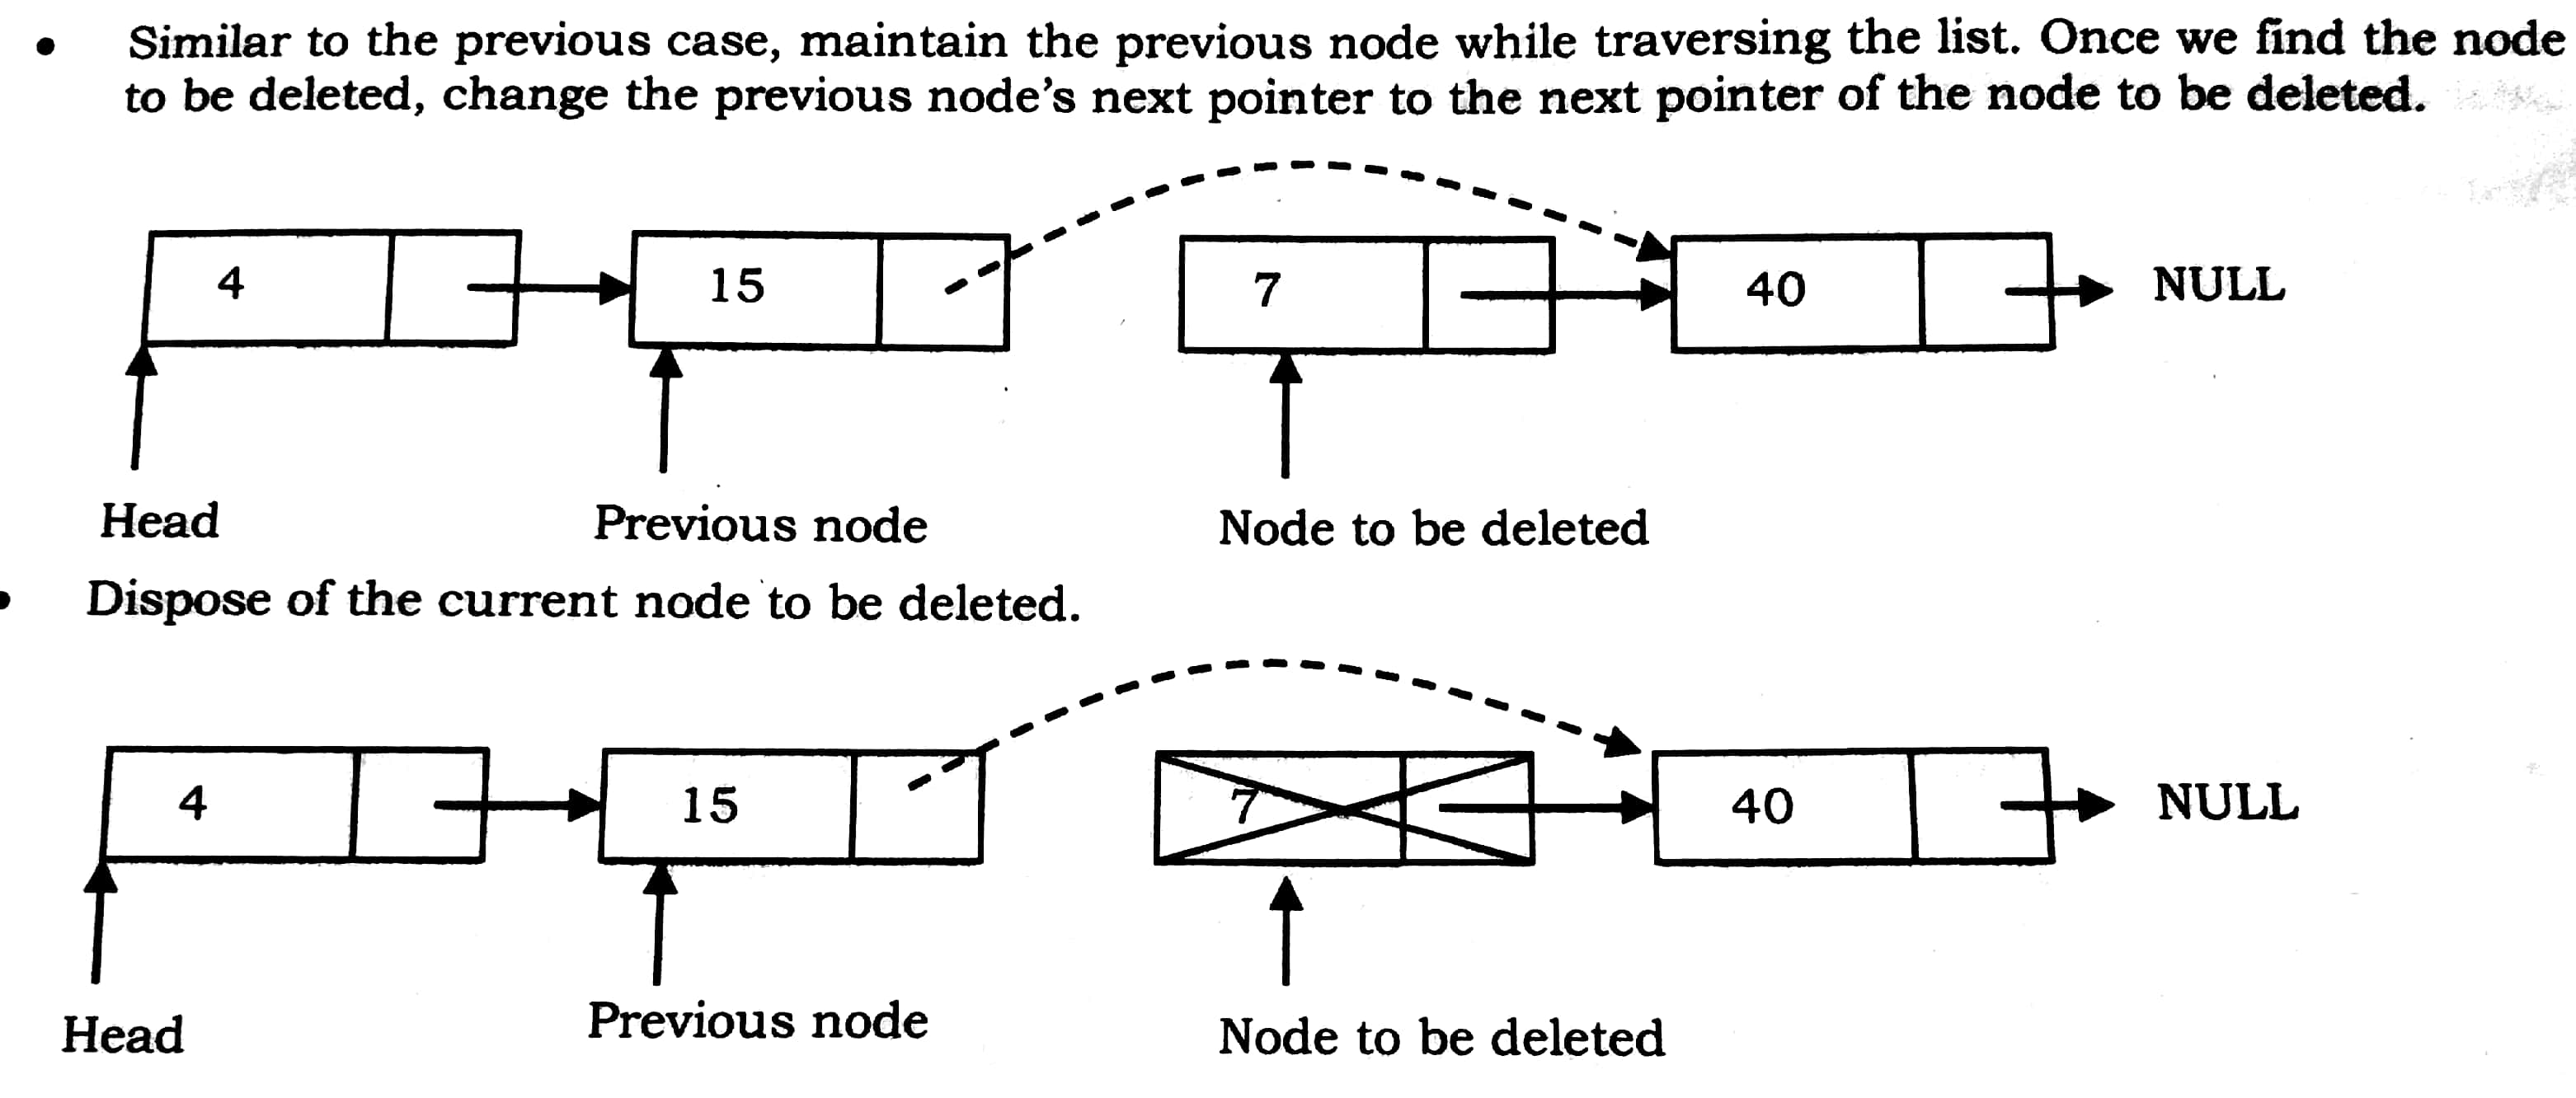 • Similar to the previous case, maintain the previous node while traversing the list. Once we find the node
to be deleted, change the previous node's next pointer to the next pointer of the node to be deleted.
4 15 7 40 NULL
Head Previous node Node to be deleted
• Dispose of the current node to be deleted.
4 15 7 40 NULL
Head Previous node Node to be deleted